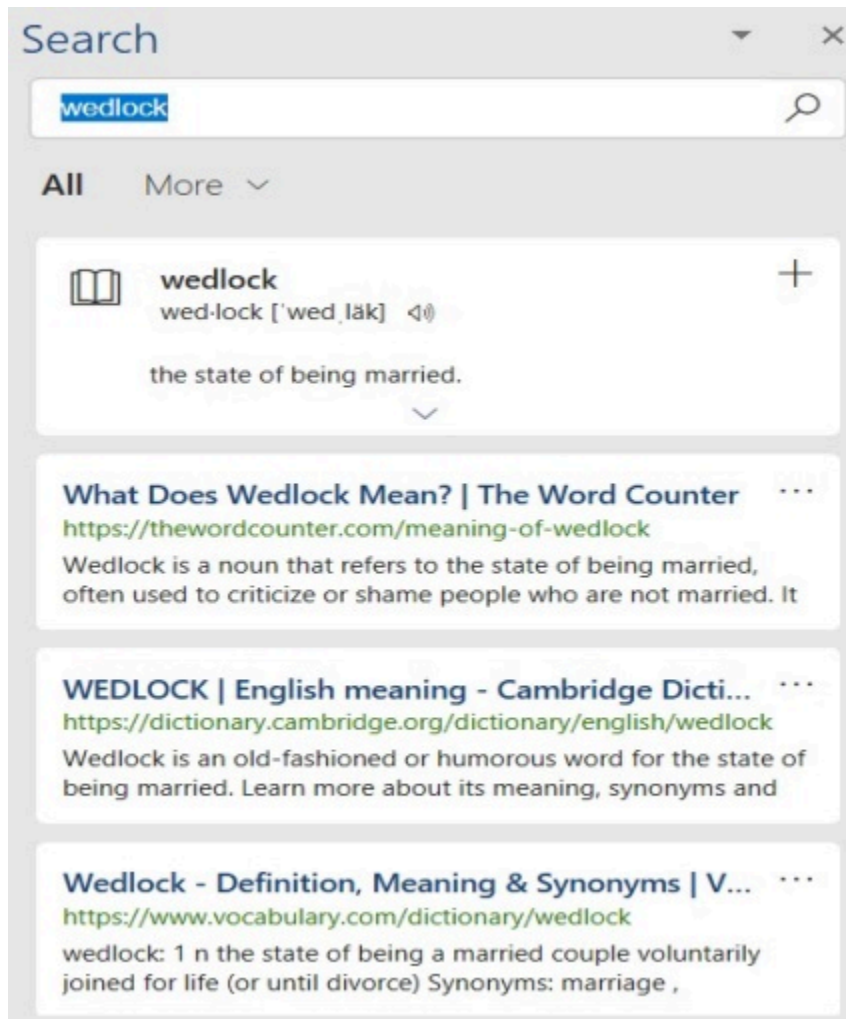 Search
wedlock
All More
wedlock
wed·lock [ˈwedˌläk]
the state of being married.
What Does Wedlock Mean? | The Word Counter
https://thewordcounter.com/meaning-of-wedlock
Wedlock is a noun that refers to the state of being married,
often used to criticize or shame people who are not married. It
WEDLOCK | English meaning - Cambridge Dicti...
https://dictionary.cambridge.org/dictionary/english/wedlock
Wedlock is an old-fashioned or humorous word for the state of
being married. Learn more about its meaning, synonyms and
Wedlock - Definition, Meaning & Synonyms | V...
https://www.vocabulary.com/dictionary/wedlock
wedlock: 1 n the state of being a married couple voluntarily
joined for life (or until divorce) Synonyms: marriage ,